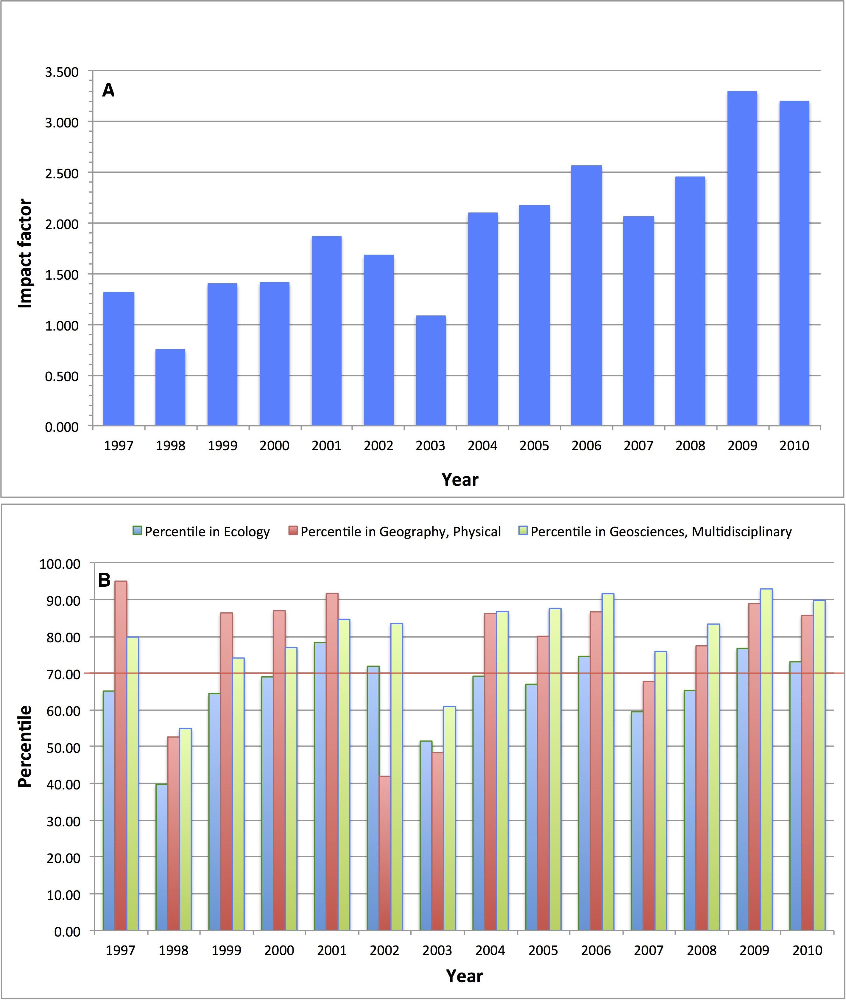 A
3.500
3.000
2.500
2.000
1.500
1.000
0.500
0.000
Impact factor
1997 1998 1999 2000 2001 2002 2003 2004 2005 2006 2007 2008 2009 2010
Year
Percentile in Ecology Percentile in Geography, Physical Percentile in Geosciences, Multidisciplinary
B
100.00
90.00
80.00
70.00
60.00
50.00
40.00
30.00
20.00
10.00
0.00
Percentile
1997 1998 1999 2000 2001 2002 2003 2004 2005 2006 2007 2008 2009 2010
Year